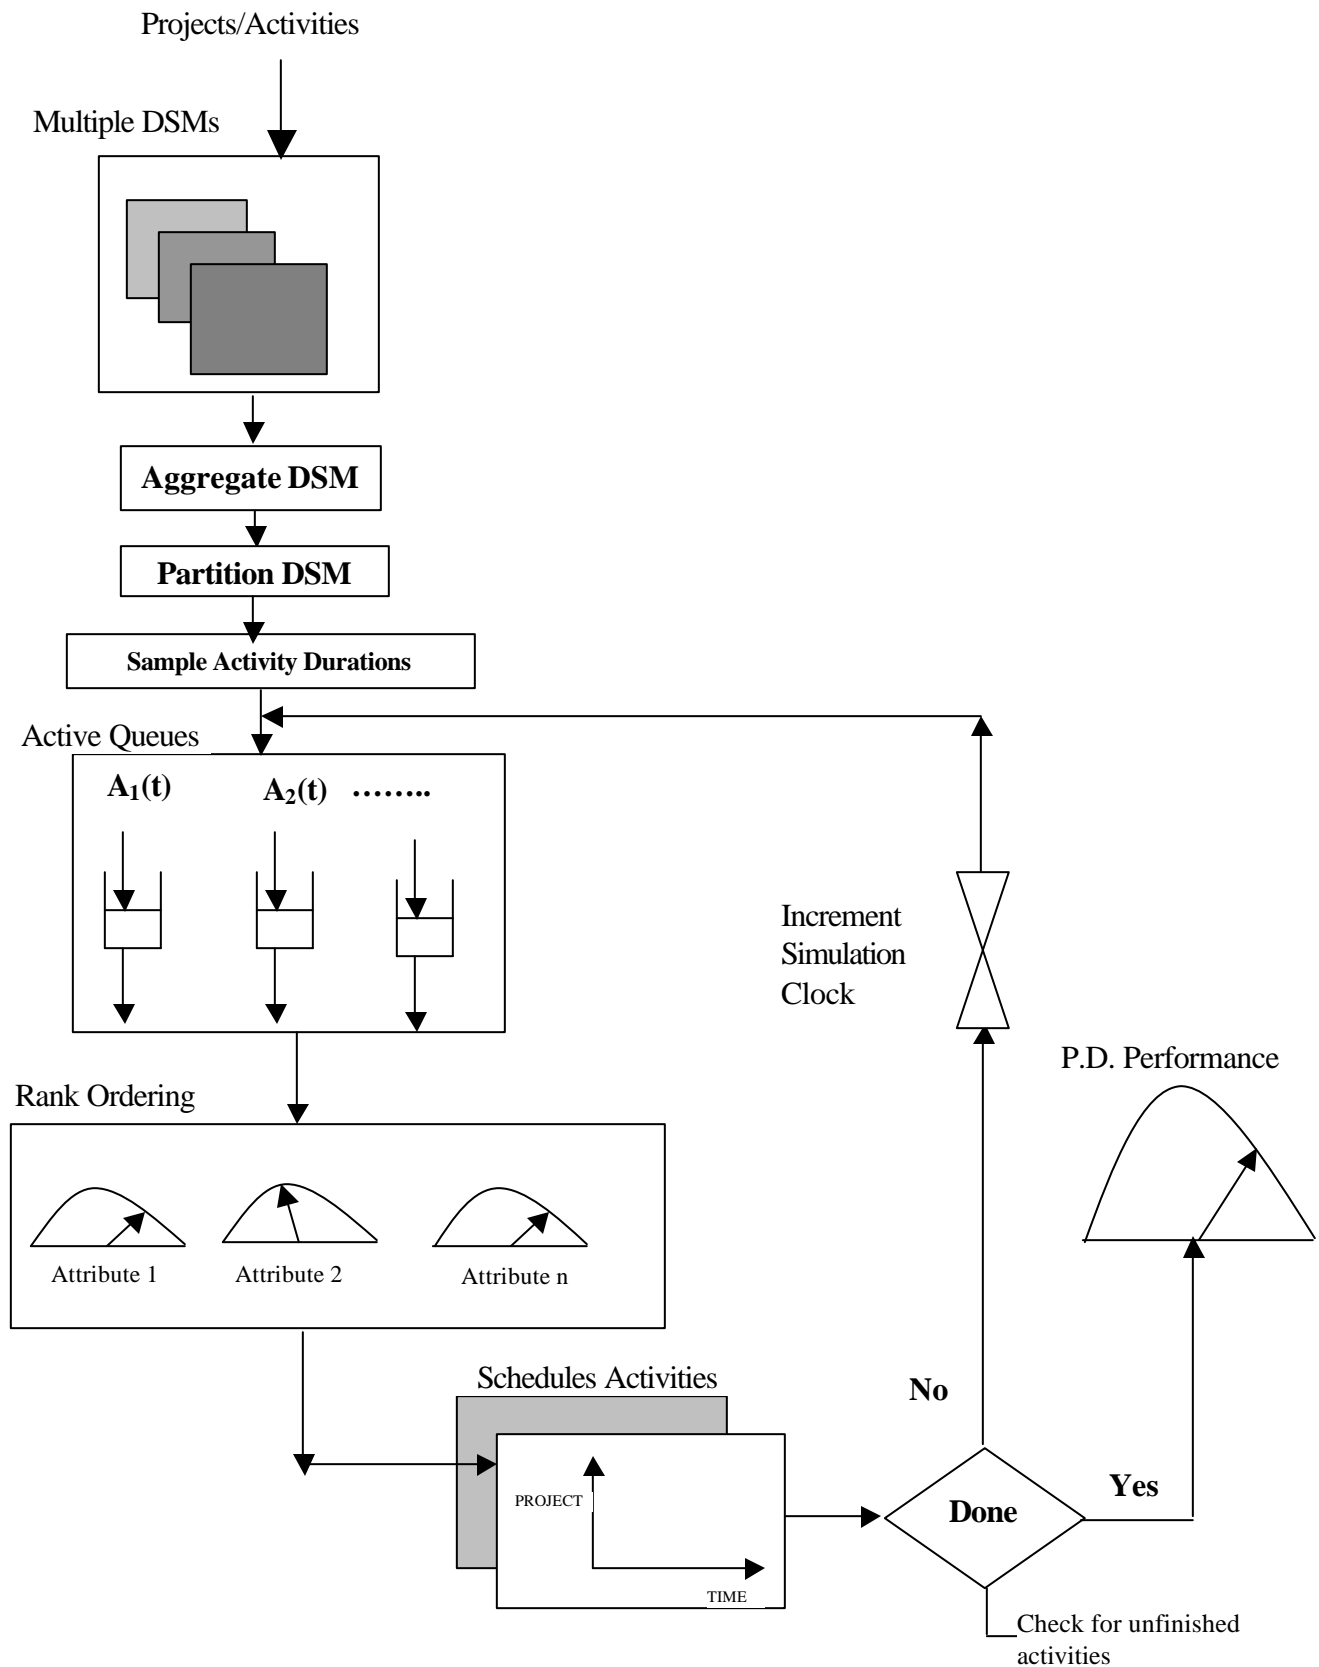 Projects/Activities
Multiple DSMs
Aggregate DSM
Partition DSM
Sample Activity Durations
Active Queues
A₁(t)
A₂(t)
……..
Increment
Simulation
Clock
P.D. Performance
Rank Ordering
Attribute 1
Attribute 2
Attribute n
Schedules Activities
PROJECT
TIME
No
Done
Yes
Check for unfinished
activities